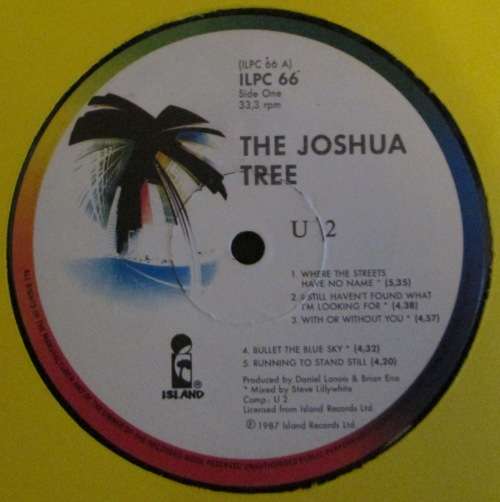 (ILPC 66 A)
ILPC 66
Side One
33,3 rpm
THE JOSHUA
TREE
U 2
1. WHERE THE STREETS
HAVE NO NAME * (5,35)
2. I STILL HAVEN'T FOUND WHAT
I'M LOOKING FOR * (4,38)
3. WITH OR WITHOUT YOU * (4,57)
4. BULLET THE BLUE SKY * (4,32)
5. RUNNING TO STAND STILL (4,20)
Produced by Daniel Lanois & Brian Eno
* Mixed by Steve Lillywhite
Comp.: U 2
Licensed from Island Records Ltd.
℗ 1987 Island Records Ltd.
ISLAND®